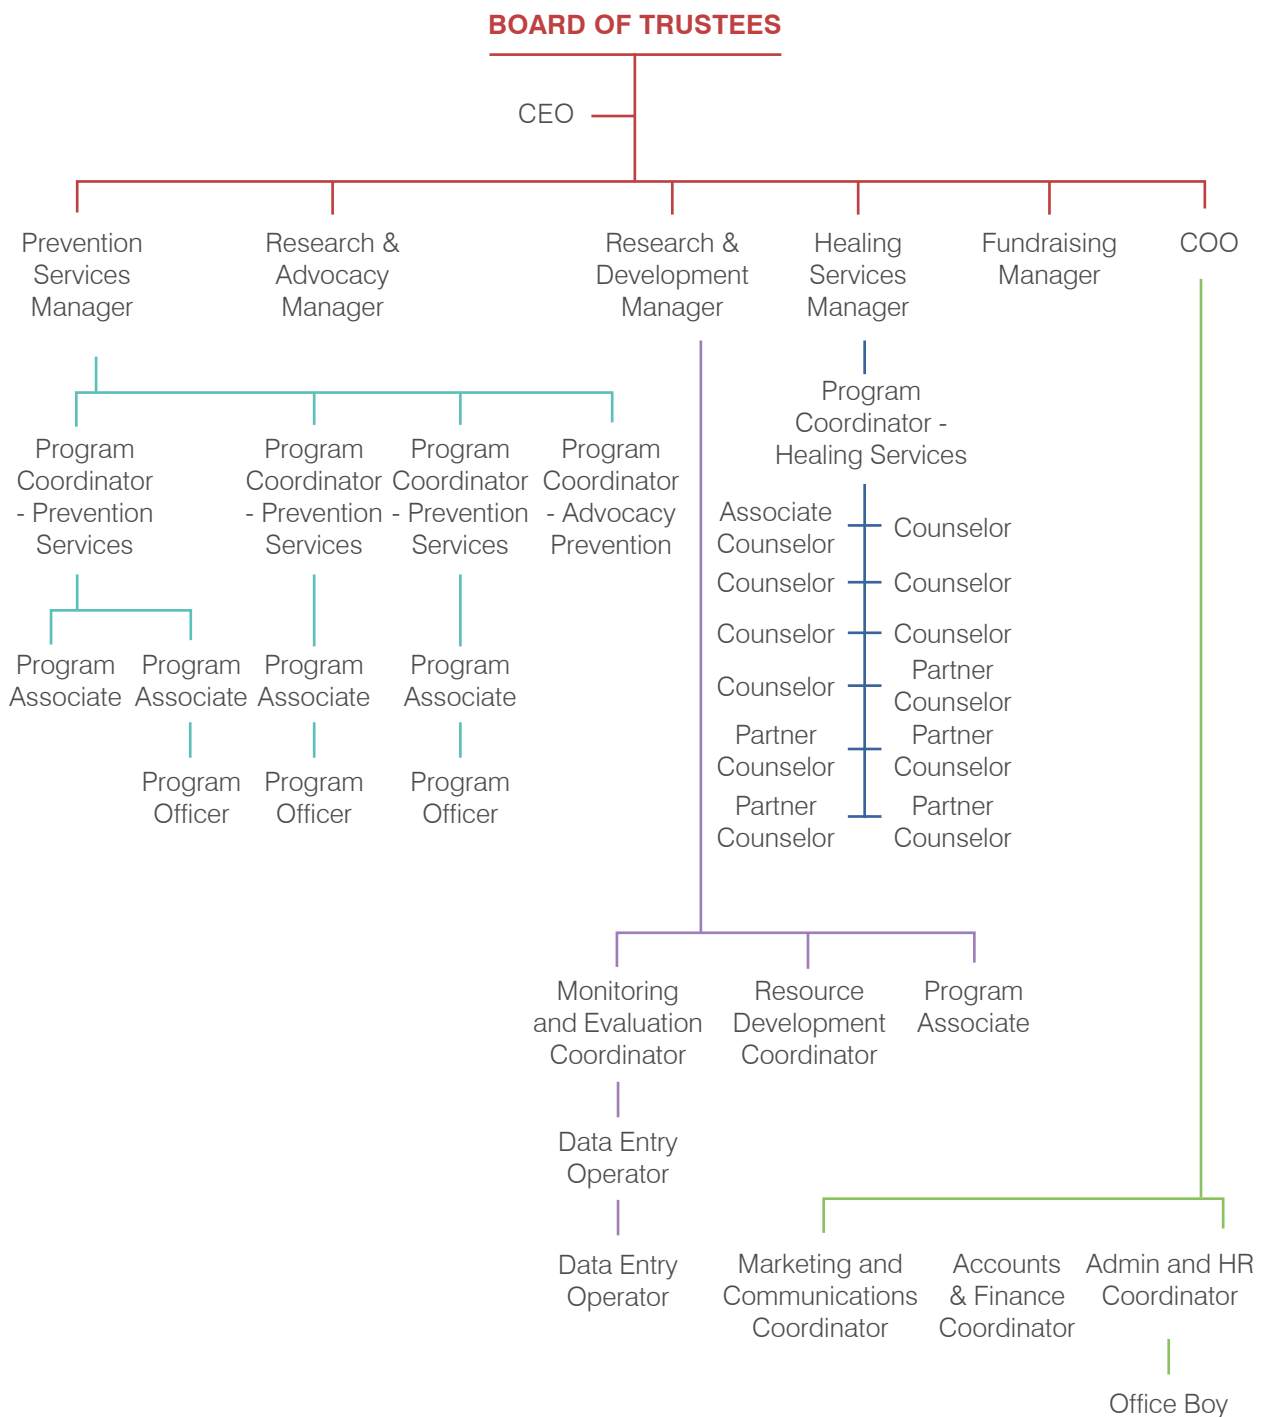 BOARD OF TRUSTEES
CEO
Prevention
Services
Manager
Research &
Advocacy
Manager
Research &
Development
Manager
Healing
Services
Manager
Fundraising
Manager
COO
Program
Coordinator -
Healing Services
Program
Coordinator
- Prevention
Services
Program
Coordinator
- Prevention
Services
Program
Coordinator
- Prevention
Services
Program
Coordinator
- Advocacy
Prevention
Associate
Counselor
Counselor
Counselor
Counselor
Counselor
Counselor
Counselor
Partner
Counselor
Partner
Counselor
Partner
Counselor
Partner
Counselor
Partner
Counselor
Program
Associate
Program
Associate
Program
Associate
Program
Associate
Program
Officer
Program
Officer
Program
Officer
Monitoring
and Evaluation
Coordinator
Resource
Development
Coordinator
Program
Associate
Data Entry
Operator
Data Entry
Operator
Marketing and
Communications
Coordinator
Accounts
& Finance
Coordinator
Admin and HR
Coordinator
Office Boy